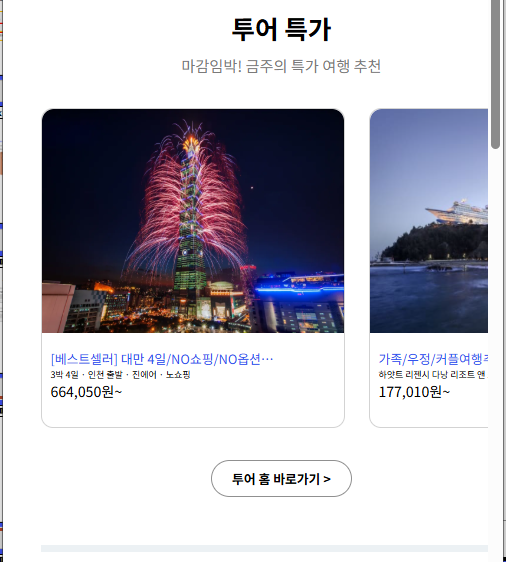 투어 특가
마감임박! 금주의 특가 여행 추천
[베스트셀러] 대만 4일/NO쇼핑/NO옵션…
3박 4일 · 인천 출발 · 진에어 · 노쇼핑
664,050원~
가족/우정/커플여행추
하얏트 리젠시 다낭 리조트 앤
177,010원~
투어 홈 바로가기 >